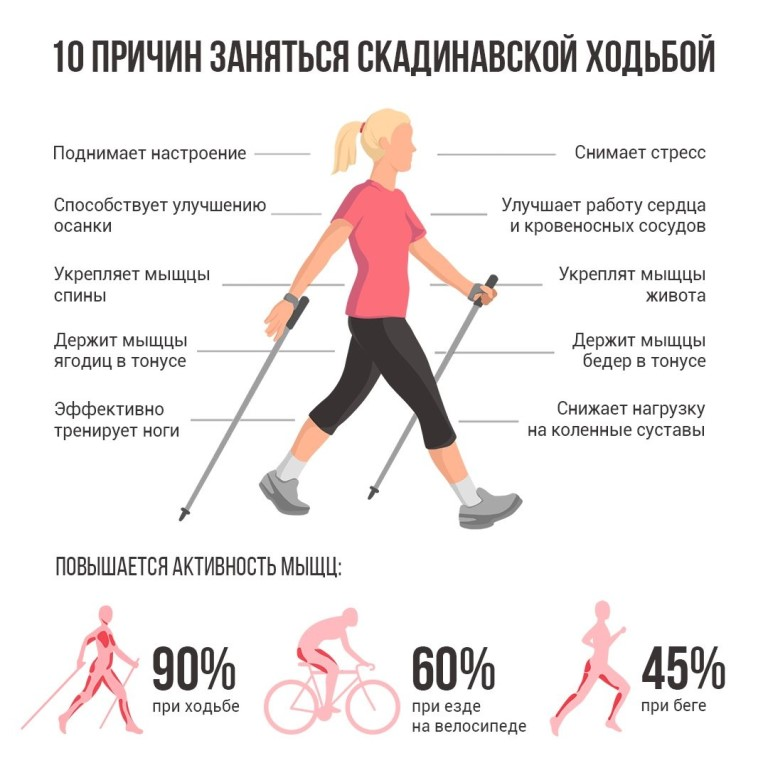 10 ПРИЧИН ЗАНЯТЬСЯ СКАДИНАВСКОЙ ХОДЬБОЙ
Поднимает настроение
Снимает стресс
Способствует улучшению
осанки
Улучшает работу сердца
и кровеносных сосудов
Укрепляет мыщцы
спины
Укреплят мыщцы
живота
Держит мыщцы
ягодиц в тонусе
Держит мыщцы
бедер в тонусе
Эффективно
тренирует ноги
Снижает нагрузку
на коленные суставы
ПОВЫШАЕТСЯ АКТИВНОСТЬ МЫЩЦ:
90%
при ходьбе
60%
при езде
на велосипеде
45%
при беге